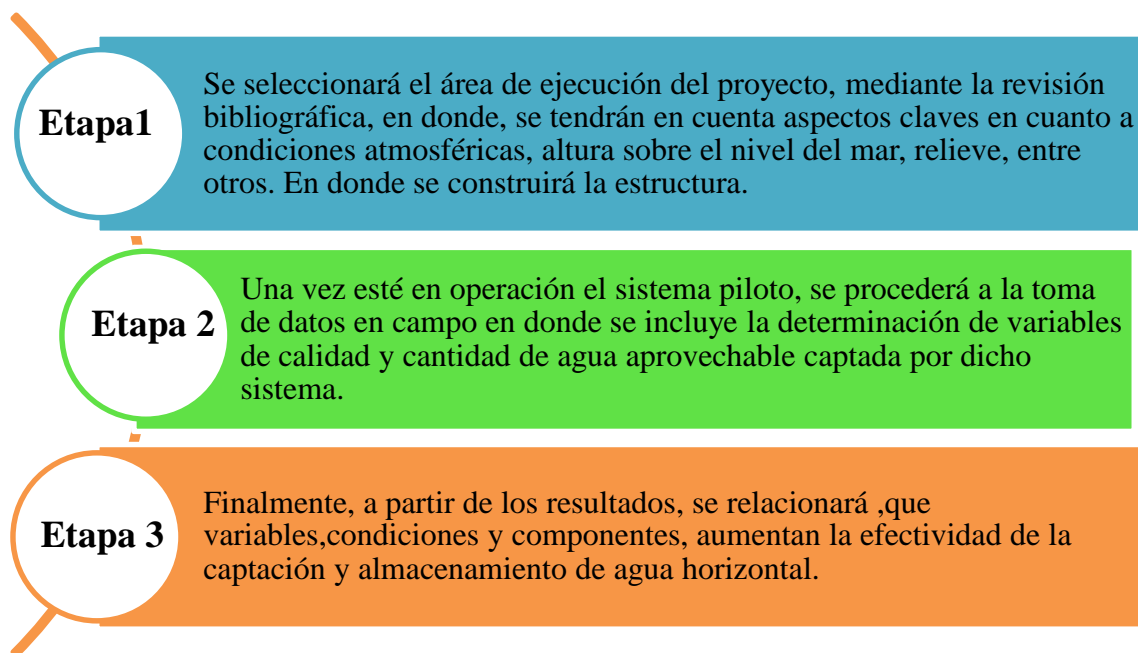 Etapa1
Se seleccionará el área de ejecución del proyecto, mediante la revisión
bibliográfica, en donde, se tendrán en cuenta aspectos claves en cuanto a
condiciones atmosféricas, altura sobre el nivel del mar, relieve, entre
otros. En donde se construirá la estructura.
Etapa 2
Una vez esté en operación el sistema piloto, se procederá a la toma
de datos en campo en donde se incluye la determinación de variables
de calidad y cantidad de agua aprovechable captada por dicho
sistema.
Etapa 3
Finalmente, a partir de los resultados, se relacionará ,que
variables,condiciones y componentes, aumentan la efectividad de la
captación y almacenamiento de agua horizontal.